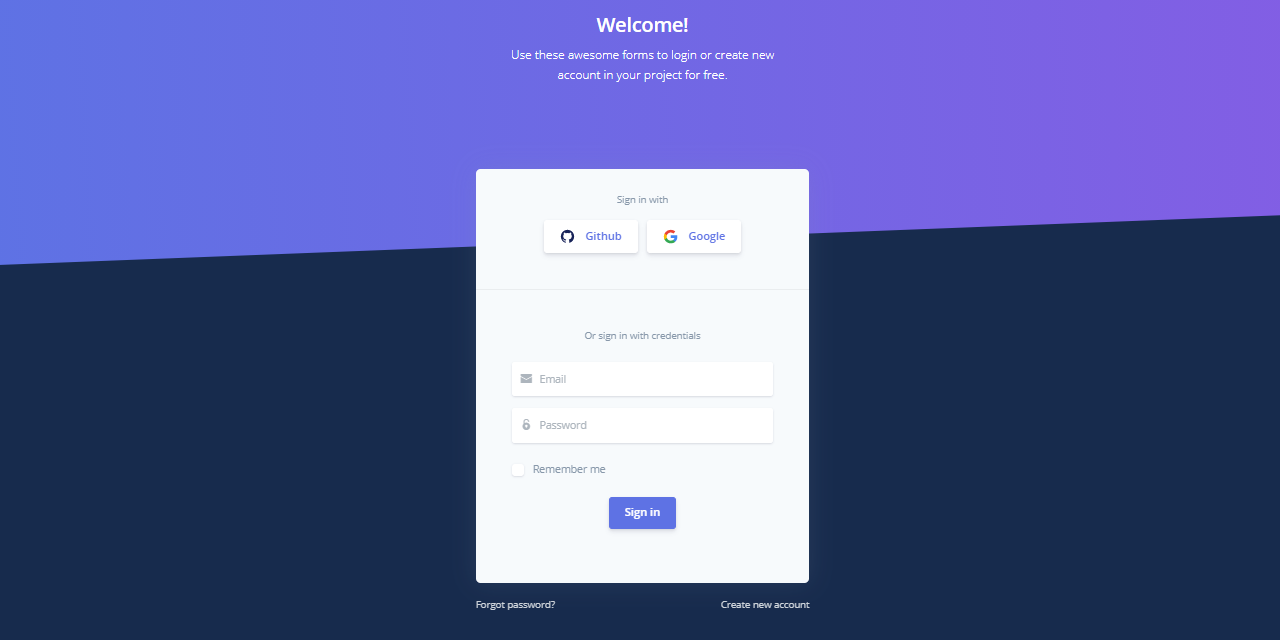 Welcome!
Use these awesome forms to login or create new
account in your project for free.
Sign in with
Github
Google
Or sign in with credentials
Email
Password
Remember me
Sign in
Forgot password?
Create new account